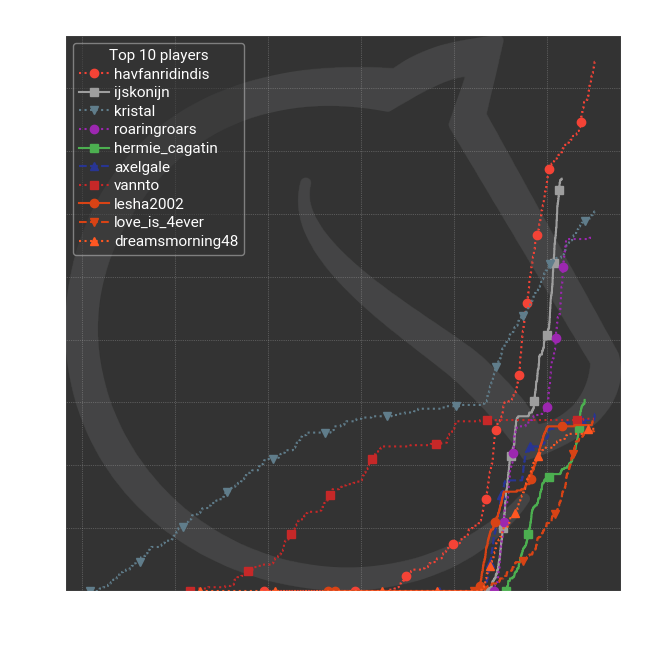 Top 10 players
havfanridindis
ijskonijn
kristal
roaringroars
hermie_cagatin
axelgale
vannto
lesha2002
love_is_4ever
dreamsmorning48